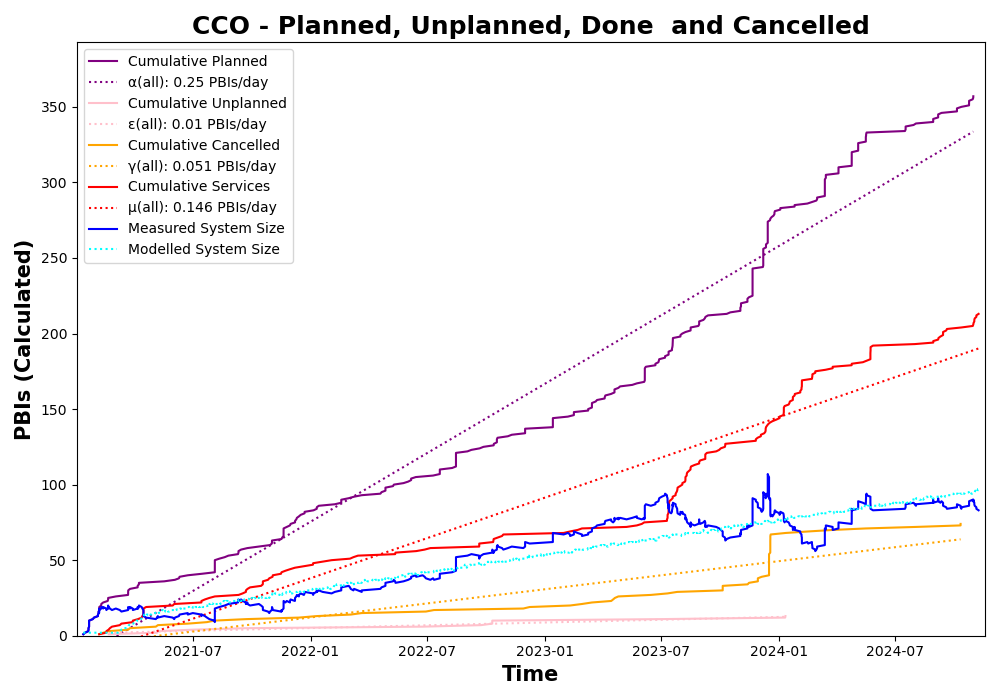 CCO - Planned, Unplanned, Done  and Cancelled
Cumulative Planned
α(all): 0.25 PBIs/day
Cumulative Unplanned
ε(all): 0.01 PBIs/day
Cumulative Cancelled
γ(all): 0.051 PBIs/day
Cumulative Services
μ(all): 0.146 PBIs/day
Measured System Size
Modelled System Size
PBIs (Calculated)
350
300
250
200
150
100
50
0
2021-07
2022-01
2022-07
2023-01
2023-07
2024-01
2024-07
Time